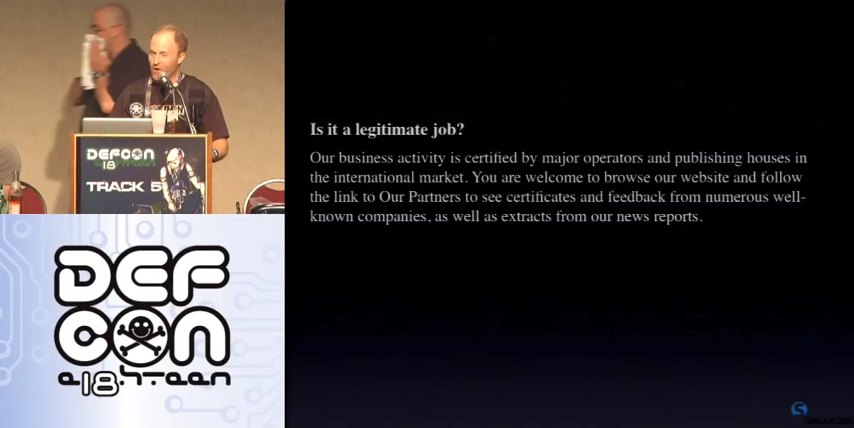 DEFCON
18
TRACK 5
Is it a legitimate job?
Our business activity is certified by major operators and publishing houses in
the international market. You are welcome to browse our website and follow
the link to Our Partners to see certificates and feedback from numerous well-
known companies, as well as extracts from our news reports.
DEF
CON
e18hteen